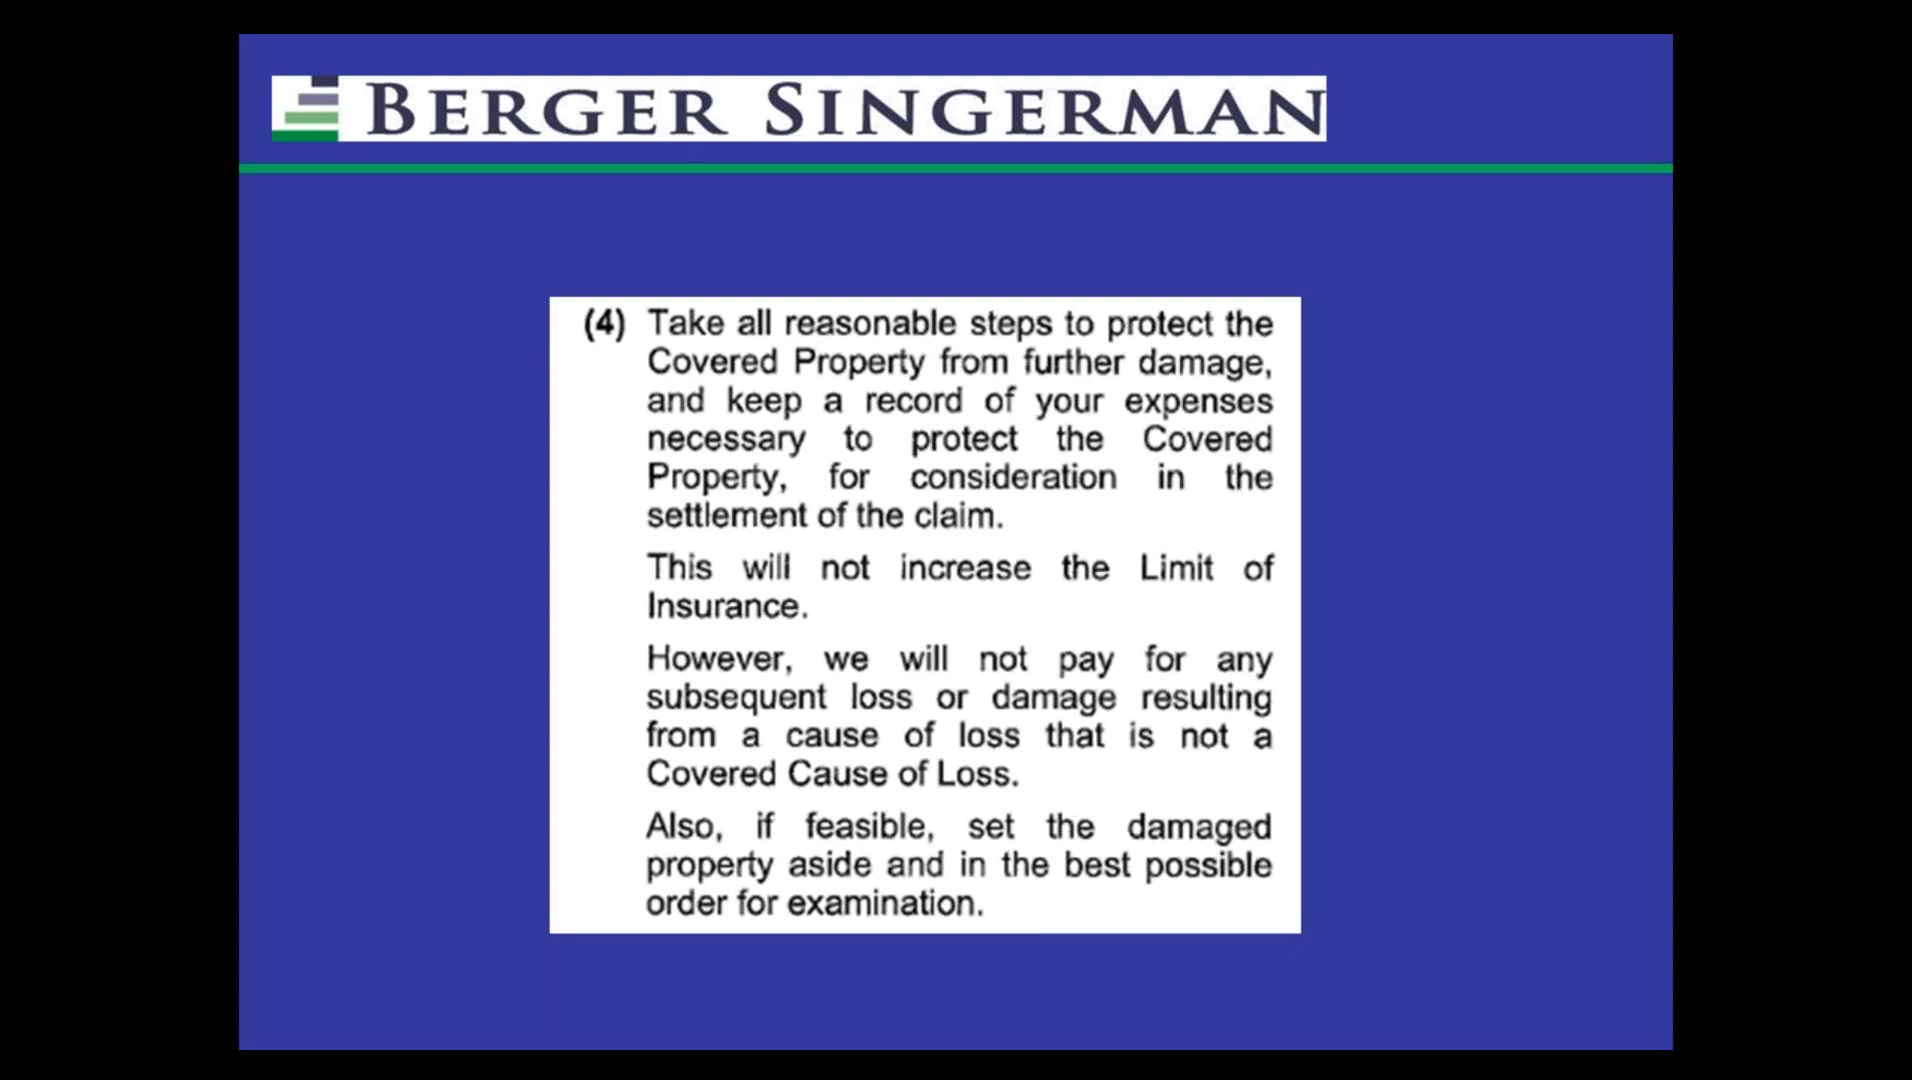 BERGER SINGERMAN
(4) Take all reasonable steps to protect the
Covered Property from further damage,
and keep a record of your expenses
necessary to protect the Covered
Property, for consideration in the
settlement of the claim.
This will not increase the Limit of
Insurance.
However, we will not pay for any
subsequent loss or damage resulting
from a cause of loss that is not a
Covered Cause of Loss.
Also, if feasible, set the damaged
property aside and in the best possible
order for examination.